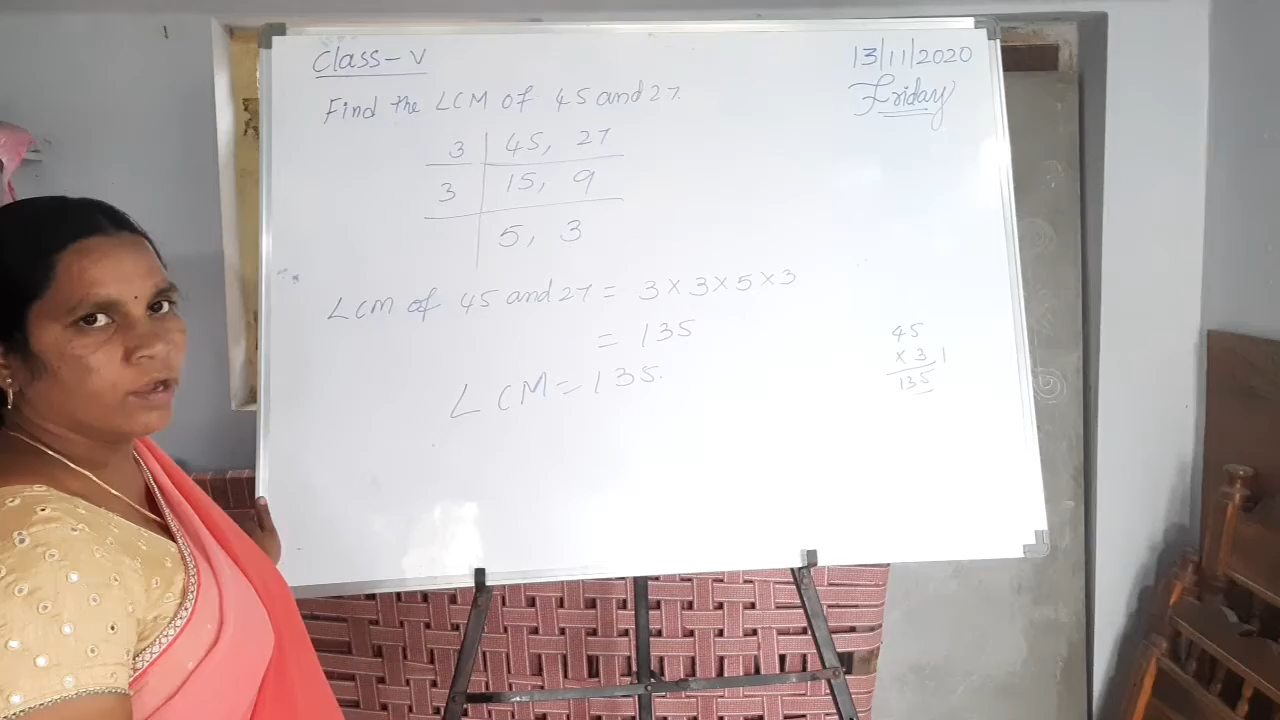 Class - V
13/11/2020
Friday
Find the LCM of 45 and 27.
3 | 45, 27
3 | 15, 9
5, 3
LCM of 45 and 27 = 3 × 3 × 5 × 3
= 135
LCM = 135.
45
× 3 1
135